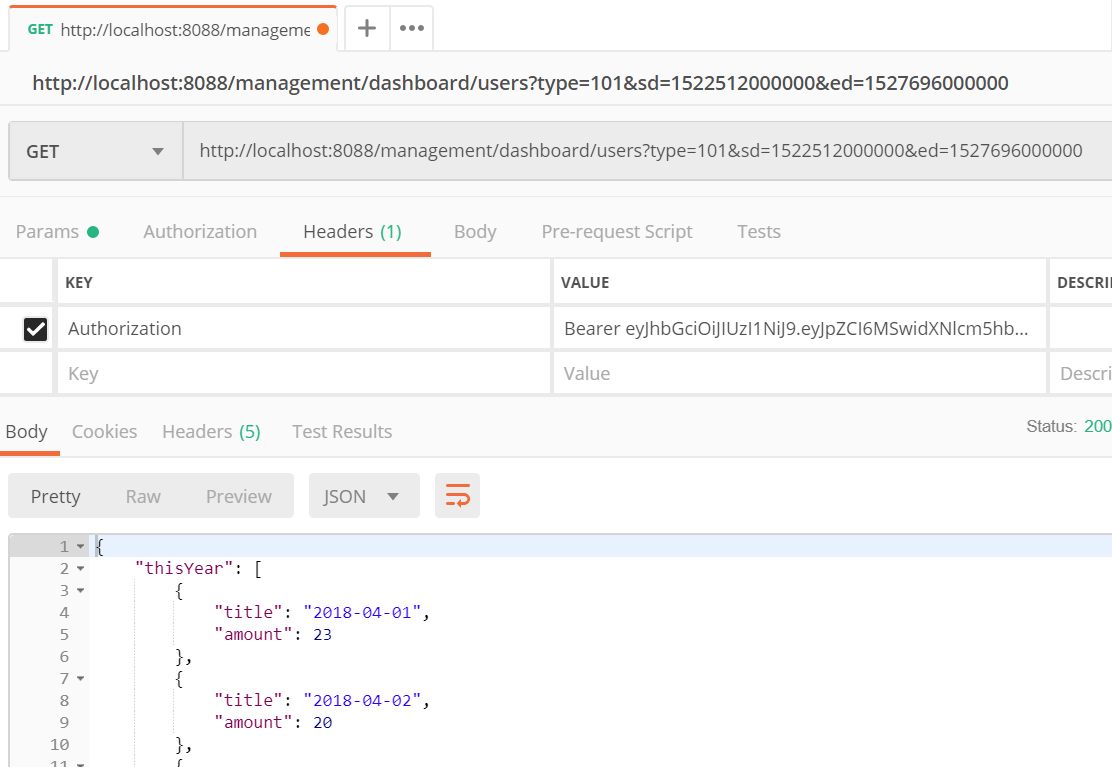 GET http://localhost:8088/manageme
http://localhost:8088/management/dashboard/users?type=101&sd=1522512000000&ed=1527696000000
GET http://localhost:8088/management/dashboard/users?type=101&sd=1522512000000&ed=1527696000000
Params Authorization Headers (1) Body Pre-request Script Tests
KEY VALUE DESCRI
Authorization Bearer eyJhbGciOiJIUzI1NiJ9.eyJpZCI6MSwidXNlcm5hb...
Key Value Descri
Body Cookies Headers (5) Test Results Status: 200
Pretty Raw Preview JSON
1 {
2 "thisYear": [
3 {
4 "title": "2018-04-01",
5 "amount": 23
6 },
7 {
8 "title": "2018-04-02",
9 "amount": 20
10 },
11 {